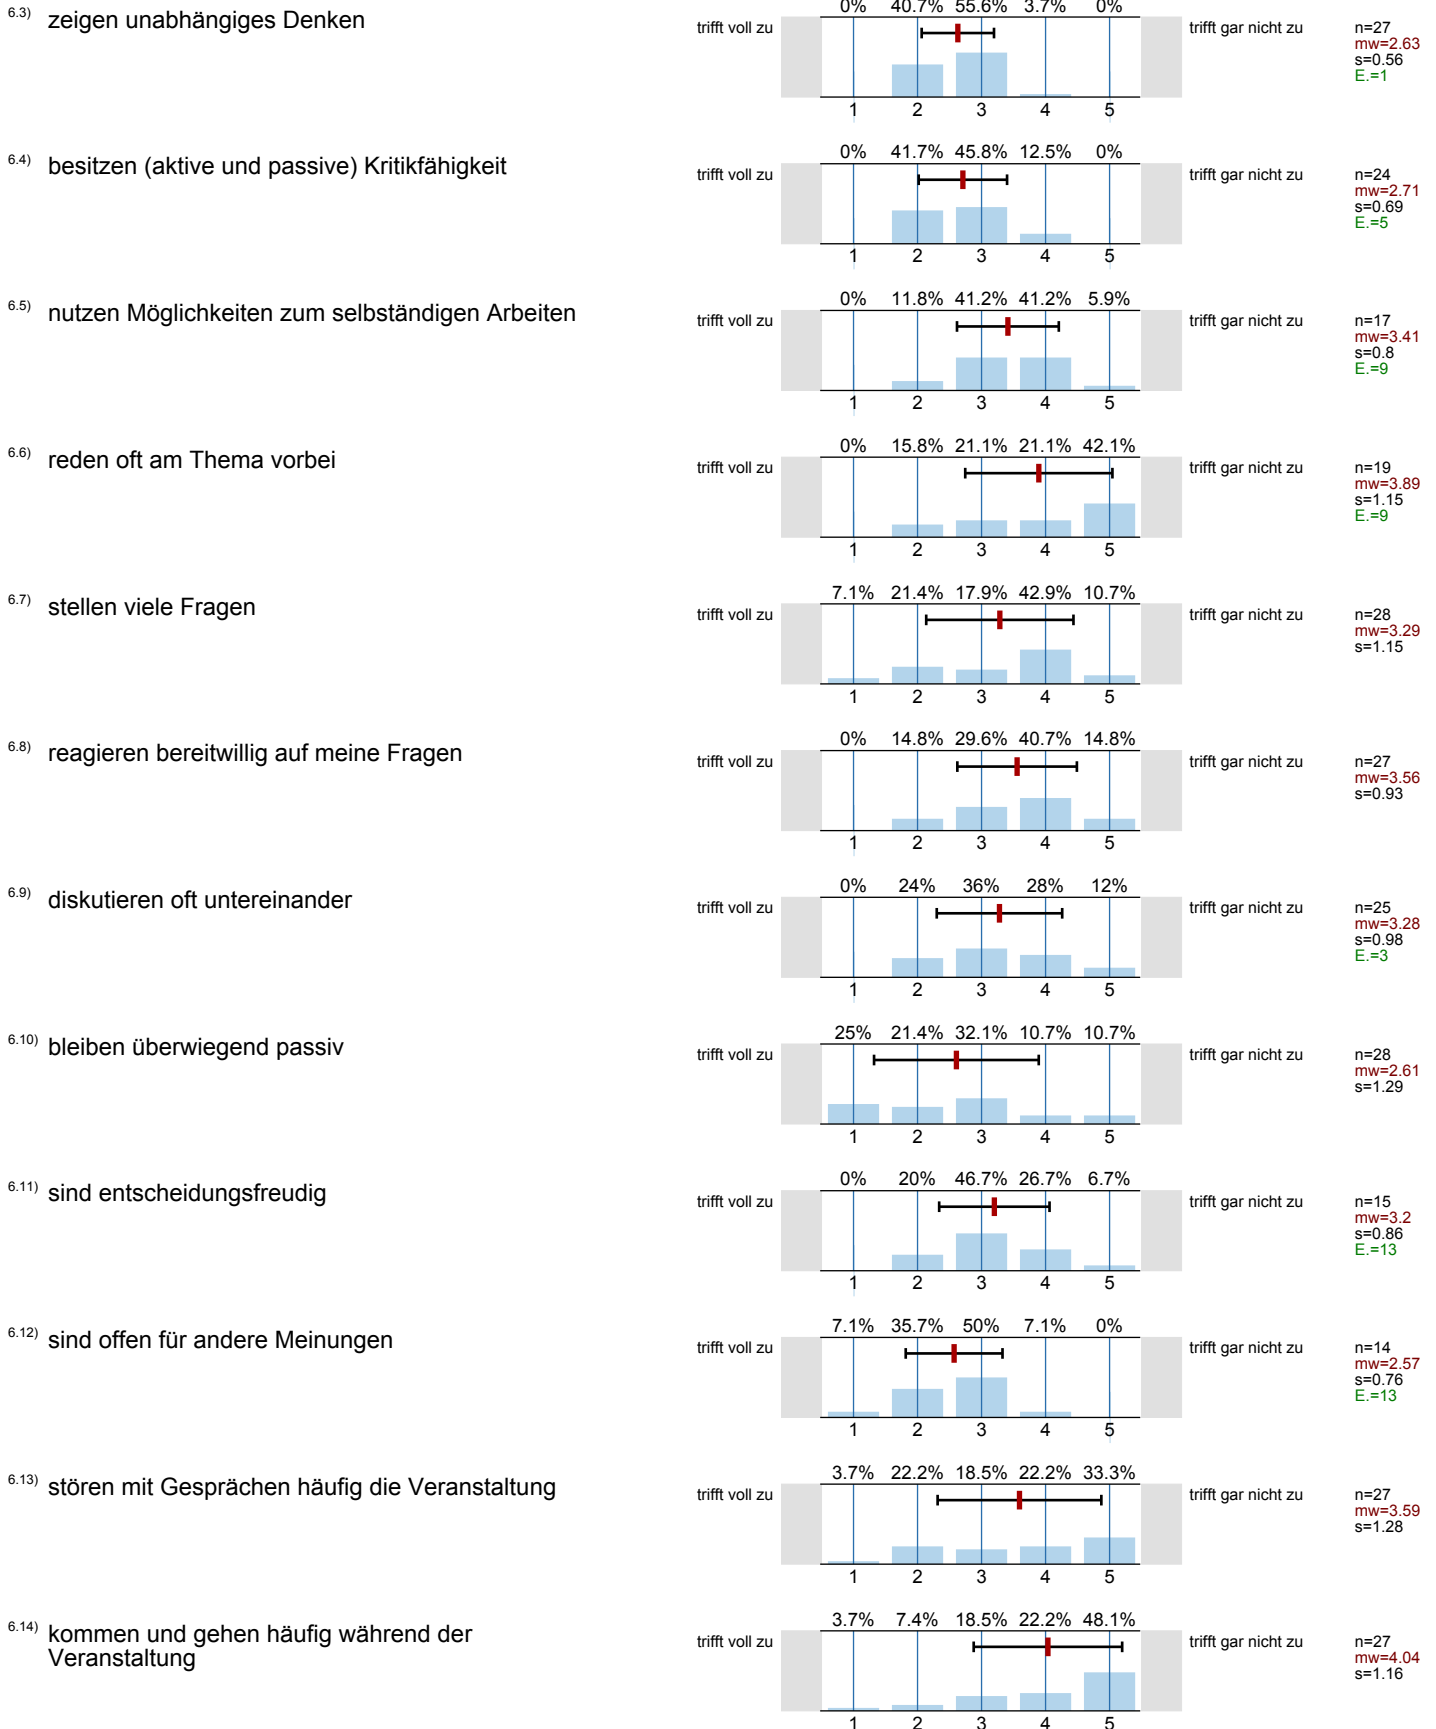 6.3) zeigen unabhängiges Denken
trifft voll zu
0% 40.7% 55.6% 3.7% 0%
trifft gar nicht zu
n=27
mw=2.63
s=0.56
E.=1
1 2 3 4 5
6.4) besitzen (aktive und passive) Kritikfähigkeit
trifft voll zu
0% 41.7% 45.8% 12.5% 0%
trifft gar nicht zu
n=24
mw=2.71
s=0.69
E.=5
1 2 3 4 5
6.5) nutzen Möglichkeiten zum selbständigen Arbeiten
trifft voll zu
0% 11.8% 41.2% 41.2% 5.9%
trifft gar nicht zu
n=17
mw=3.41
s=0.8
E.=9
1 2 3 4 5
6.6) reden oft am Thema vorbei
trifft voll zu
0% 15.8% 21.1% 21.1% 42.1%
trifft gar nicht zu
n=19
mw=3.89
s=1.15
E.=9
1 2 3 4 5
6.7) stellen viele Fragen
trifft voll zu
7.1% 21.4% 17.9% 42.9% 10.7%
trifft gar nicht zu
n=28
mw=3.29
s=1.15
1 2 3 4 5
6.8) reagieren bereitwillig auf meine Fragen
trifft voll zu
0% 14.8% 29.6% 40.7% 14.8%
trifft gar nicht zu
n=27
mw=3.56
s=0.93
1 2 3 4 5
6.9) diskutieren oft untereinander
trifft voll zu
0% 24% 36% 28% 12%
trifft gar nicht zu
n=25
mw=3.28
s=0.98
E.=3
1 2 3 4 5
6.10) bleiben überwiegend passiv
trifft voll zu
25% 21.4% 32.1% 10.7% 10.7%
trifft gar nicht zu
n=28
mw=2.61
s=1.29
1 2 3 4 5
6.11) sind entscheidungsfreudig
trifft voll zu
0% 20% 46.7% 26.7% 6.7%
trifft gar nicht zu
n=15
mw=3.2
s=0.86
E.=13
1 2 3 4 5
6.12) sind offen für andere Meinungen
trifft voll zu
7.1% 35.7% 50% 7.1% 0%
trifft gar nicht zu
n=14
mw=2.57
s=0.76
E.=13
1 2 3 4 5
6.13) stören mit Gesprächen häufig die Veranstaltung
trifft voll zu
3.7% 22.2% 18.5% 22.2% 33.3%
trifft gar nicht zu
n=27
mw=3.59
s=1.28
1 2 3 4 5
6.14) kommen und gehen häufig während der
Veranstaltung
trifft voll zu
3.7% 7.4% 18.5% 22.2% 48.1%
trifft gar nicht zu
n=27
mw=4.04
s=1.16
1 2 3 4 5